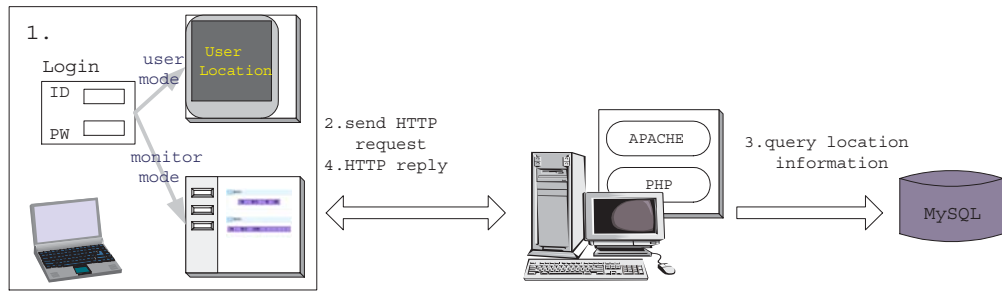 1.
Login
ID
PW
user
mode
User
Location
monitor
mode
2.send HTTP
request
4.HTTP reply
APACHE
PHP
3.query location
information
MySQL